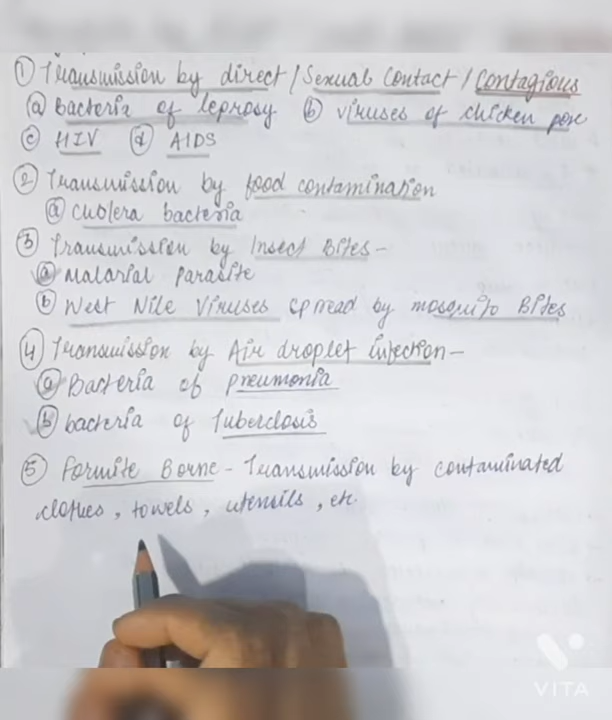 ① Transmission by direct / Sexual Contact / Contagious
ⓐ bacteria of leprosy ⓑ viruses of chicken pox
ⓒ HIV ⓓ AIDS
② Transmission by food contamination
ⓐ cholera bacteria
③ Transmission by Insect Bites -
ⓐ Malarial parasite
ⓑ West Nile Viruses spread by mosquito Bites
④ Transmission by Air droplet infection -
ⓐ Bacteria of pneumonia
ⓑ bacteria of Tuberclosis
⑤ Formite Borne - Transmission by contaminated
clothes, towels, utensils, etc.
VITA